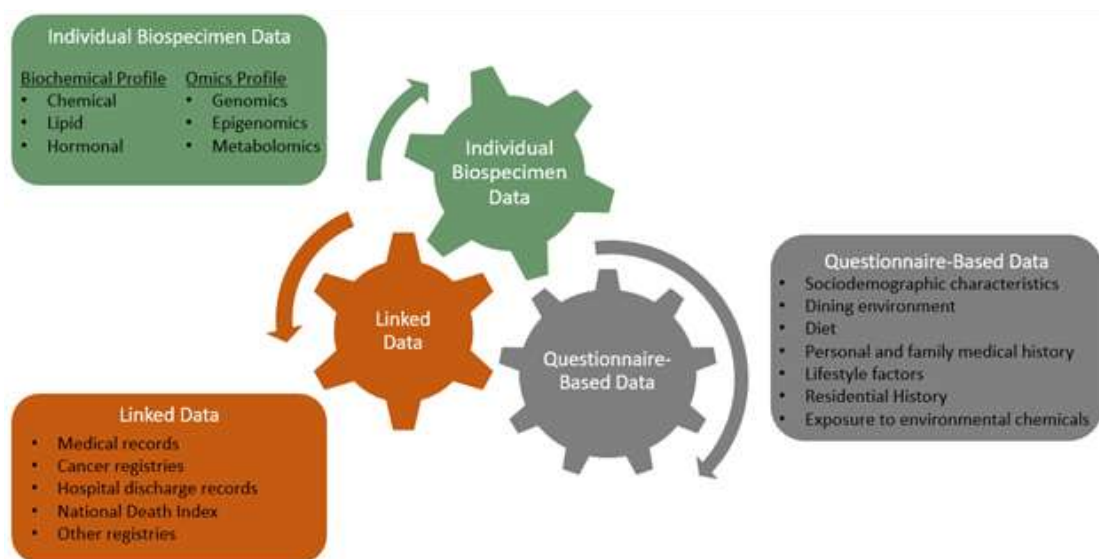 Individual Biospecimen Data
Biochemical Profile
• Chemical
• Lipid
• Hormonal
Omics Profile
• Genomics
• Epigenomics
• Metabolomics
Individual
Biospecimen
Data
Linked
Data
Questionnaire-
Based Data
Questionnaire-Based Data
• Sociodemographic characteristics
• Dining environment
• Diet
• Personal and family medical history
• Lifestyle factors
• Residential History
• Exposure to environmental chemicals
Linked Data
• Medical records
• Cancer registries
• Hospital discharge records
• National Death Index
• Other registries